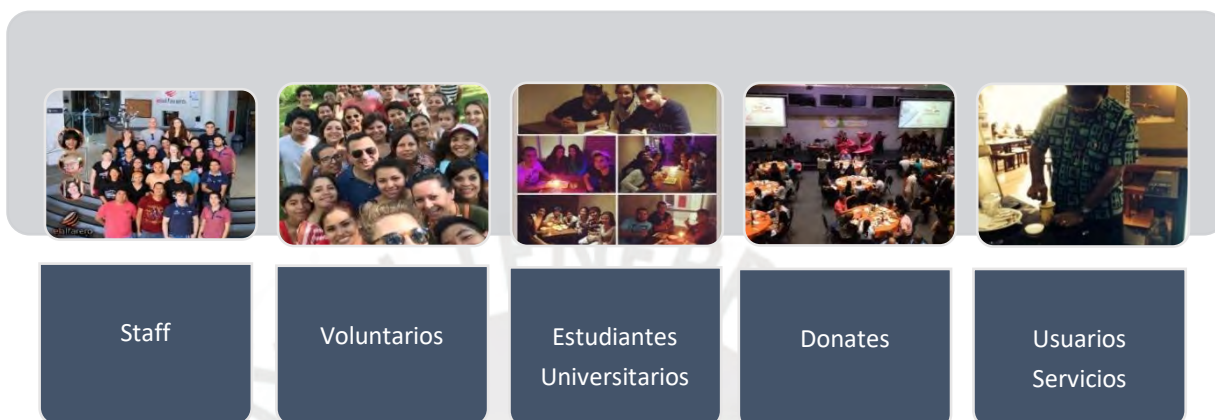 Staff
Voluntarios
Estudiantes
Universitarios
Donates
Usuarios
Servicios